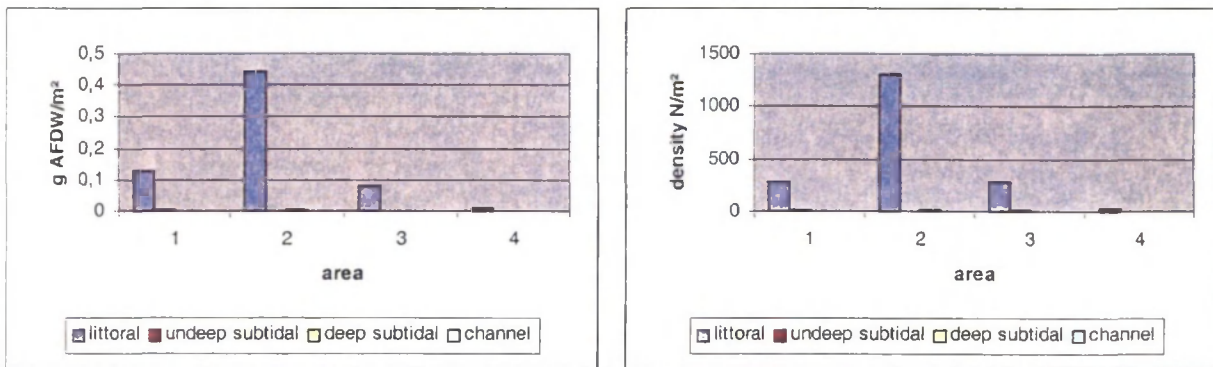 0,5
0,4
0,3
0,2
0,1
0
g AFDW/m²
1 2 3 4
area
littoral undeep subtidal deep subtidal channel
1500
1000
500
0
density N/m²
1 2 3 4
area
littoral undeep subtidal deep subtidal channel